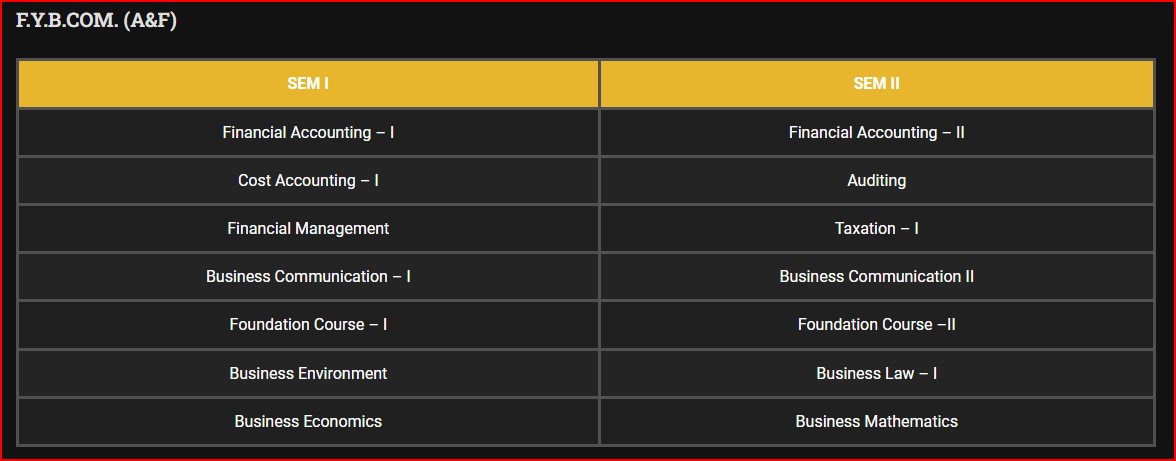 F.Y.B.COM. (A&F)
SEM I SEM II
Financial Accounting – I Financial Accounting – II
Cost Accounting – I Auditing
Financial Management Taxation – I
Business Communication – I Business Communication II
Foundation Course – I Foundation Course –II
Business Environment Business Law – I
Business Economics Business Mathematics